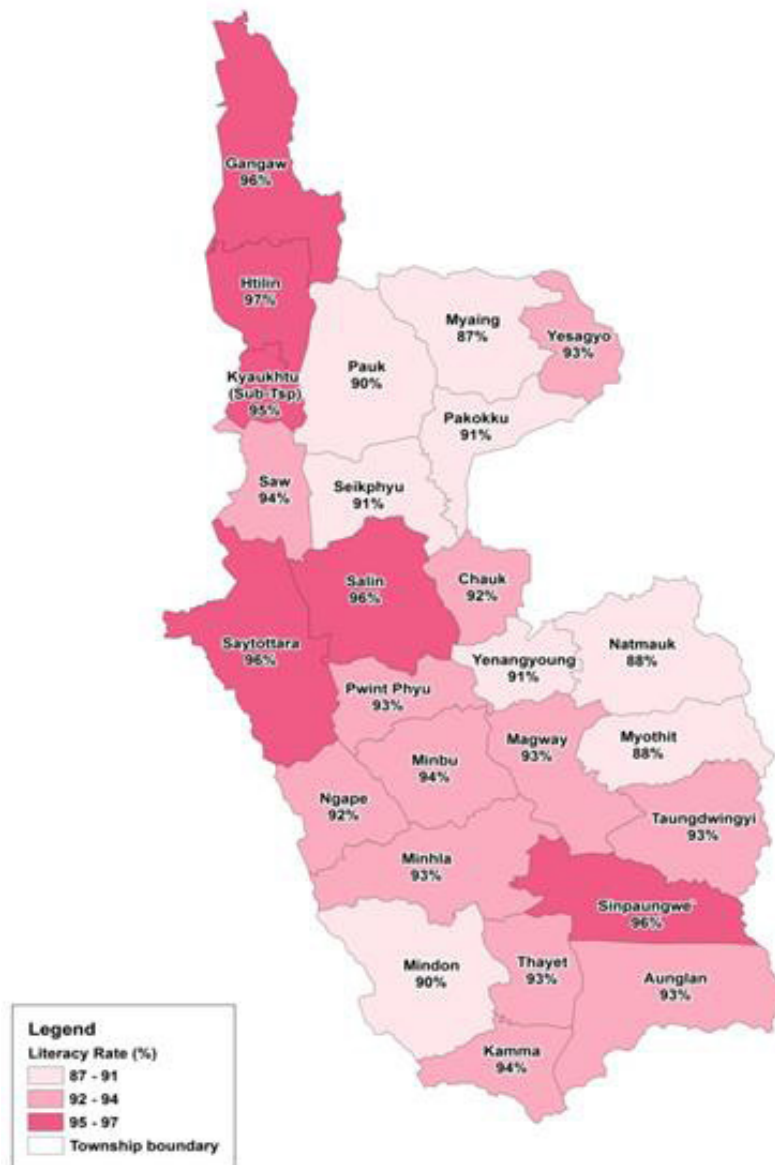 Gangaw
96%
Htilin
97%
Myaing
87%
Yesagyo
93%
Pauk
90%
Kyaukhtu
(Sub-Tsp)
95%
Pakokku
91%
Saw
94%
Seikphyu
91%
Salin
96%
Chauk
92%
Saytottara
96%
Natmauk
88%
Yenangyoung
91%
Pwint Phyu
93%
Magway
93%
Myothit
88%
Minbu
94%
Ngape
92%
Taungdwingyi
93%
Minhla
93%
Sinpaungwe
96%
Mindon
90%
Thayet
93%
Aunglan
93%
Kamma
94%
Legend
Literacy Rate (%)
87 - 91
92 - 94
95 - 97
Township boundary